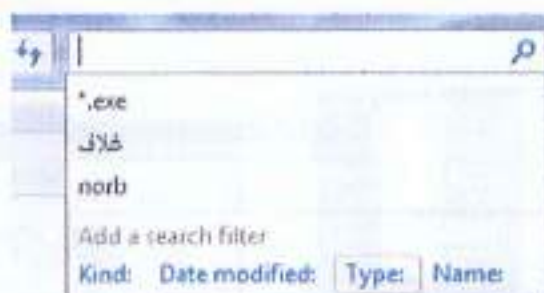 *.exe
خلاف
norb
Add a search filter
Kind: Date modified: Type: Name: